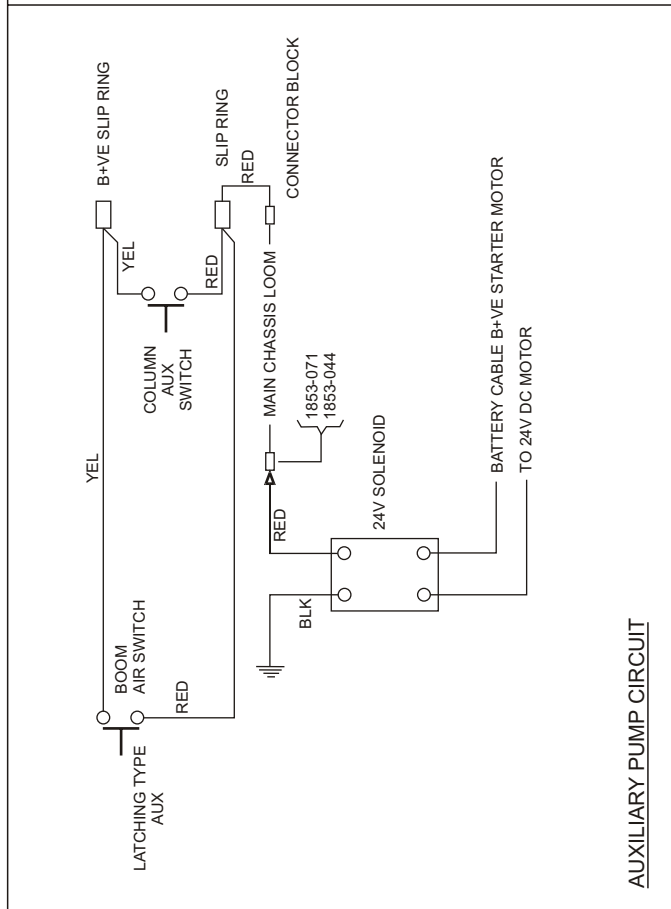 B+VE SLIP RING
YEL
SLIP RING
RED
CONNECTOR BLOCK
YEL
RED
COLUMN
AUX
SWITCH
MAIN CHASSIS LOOM
1853-071
1853-044
RED
24V SOLENOID
BATTERY CABLE B+VE STARTER MOTOR
TO 24V DC MOTOR
BLK
BOOM
AIR SWITCH
RED
LATCHING TYPE
AUX
AUXILIARY PUMP CIRCUIT